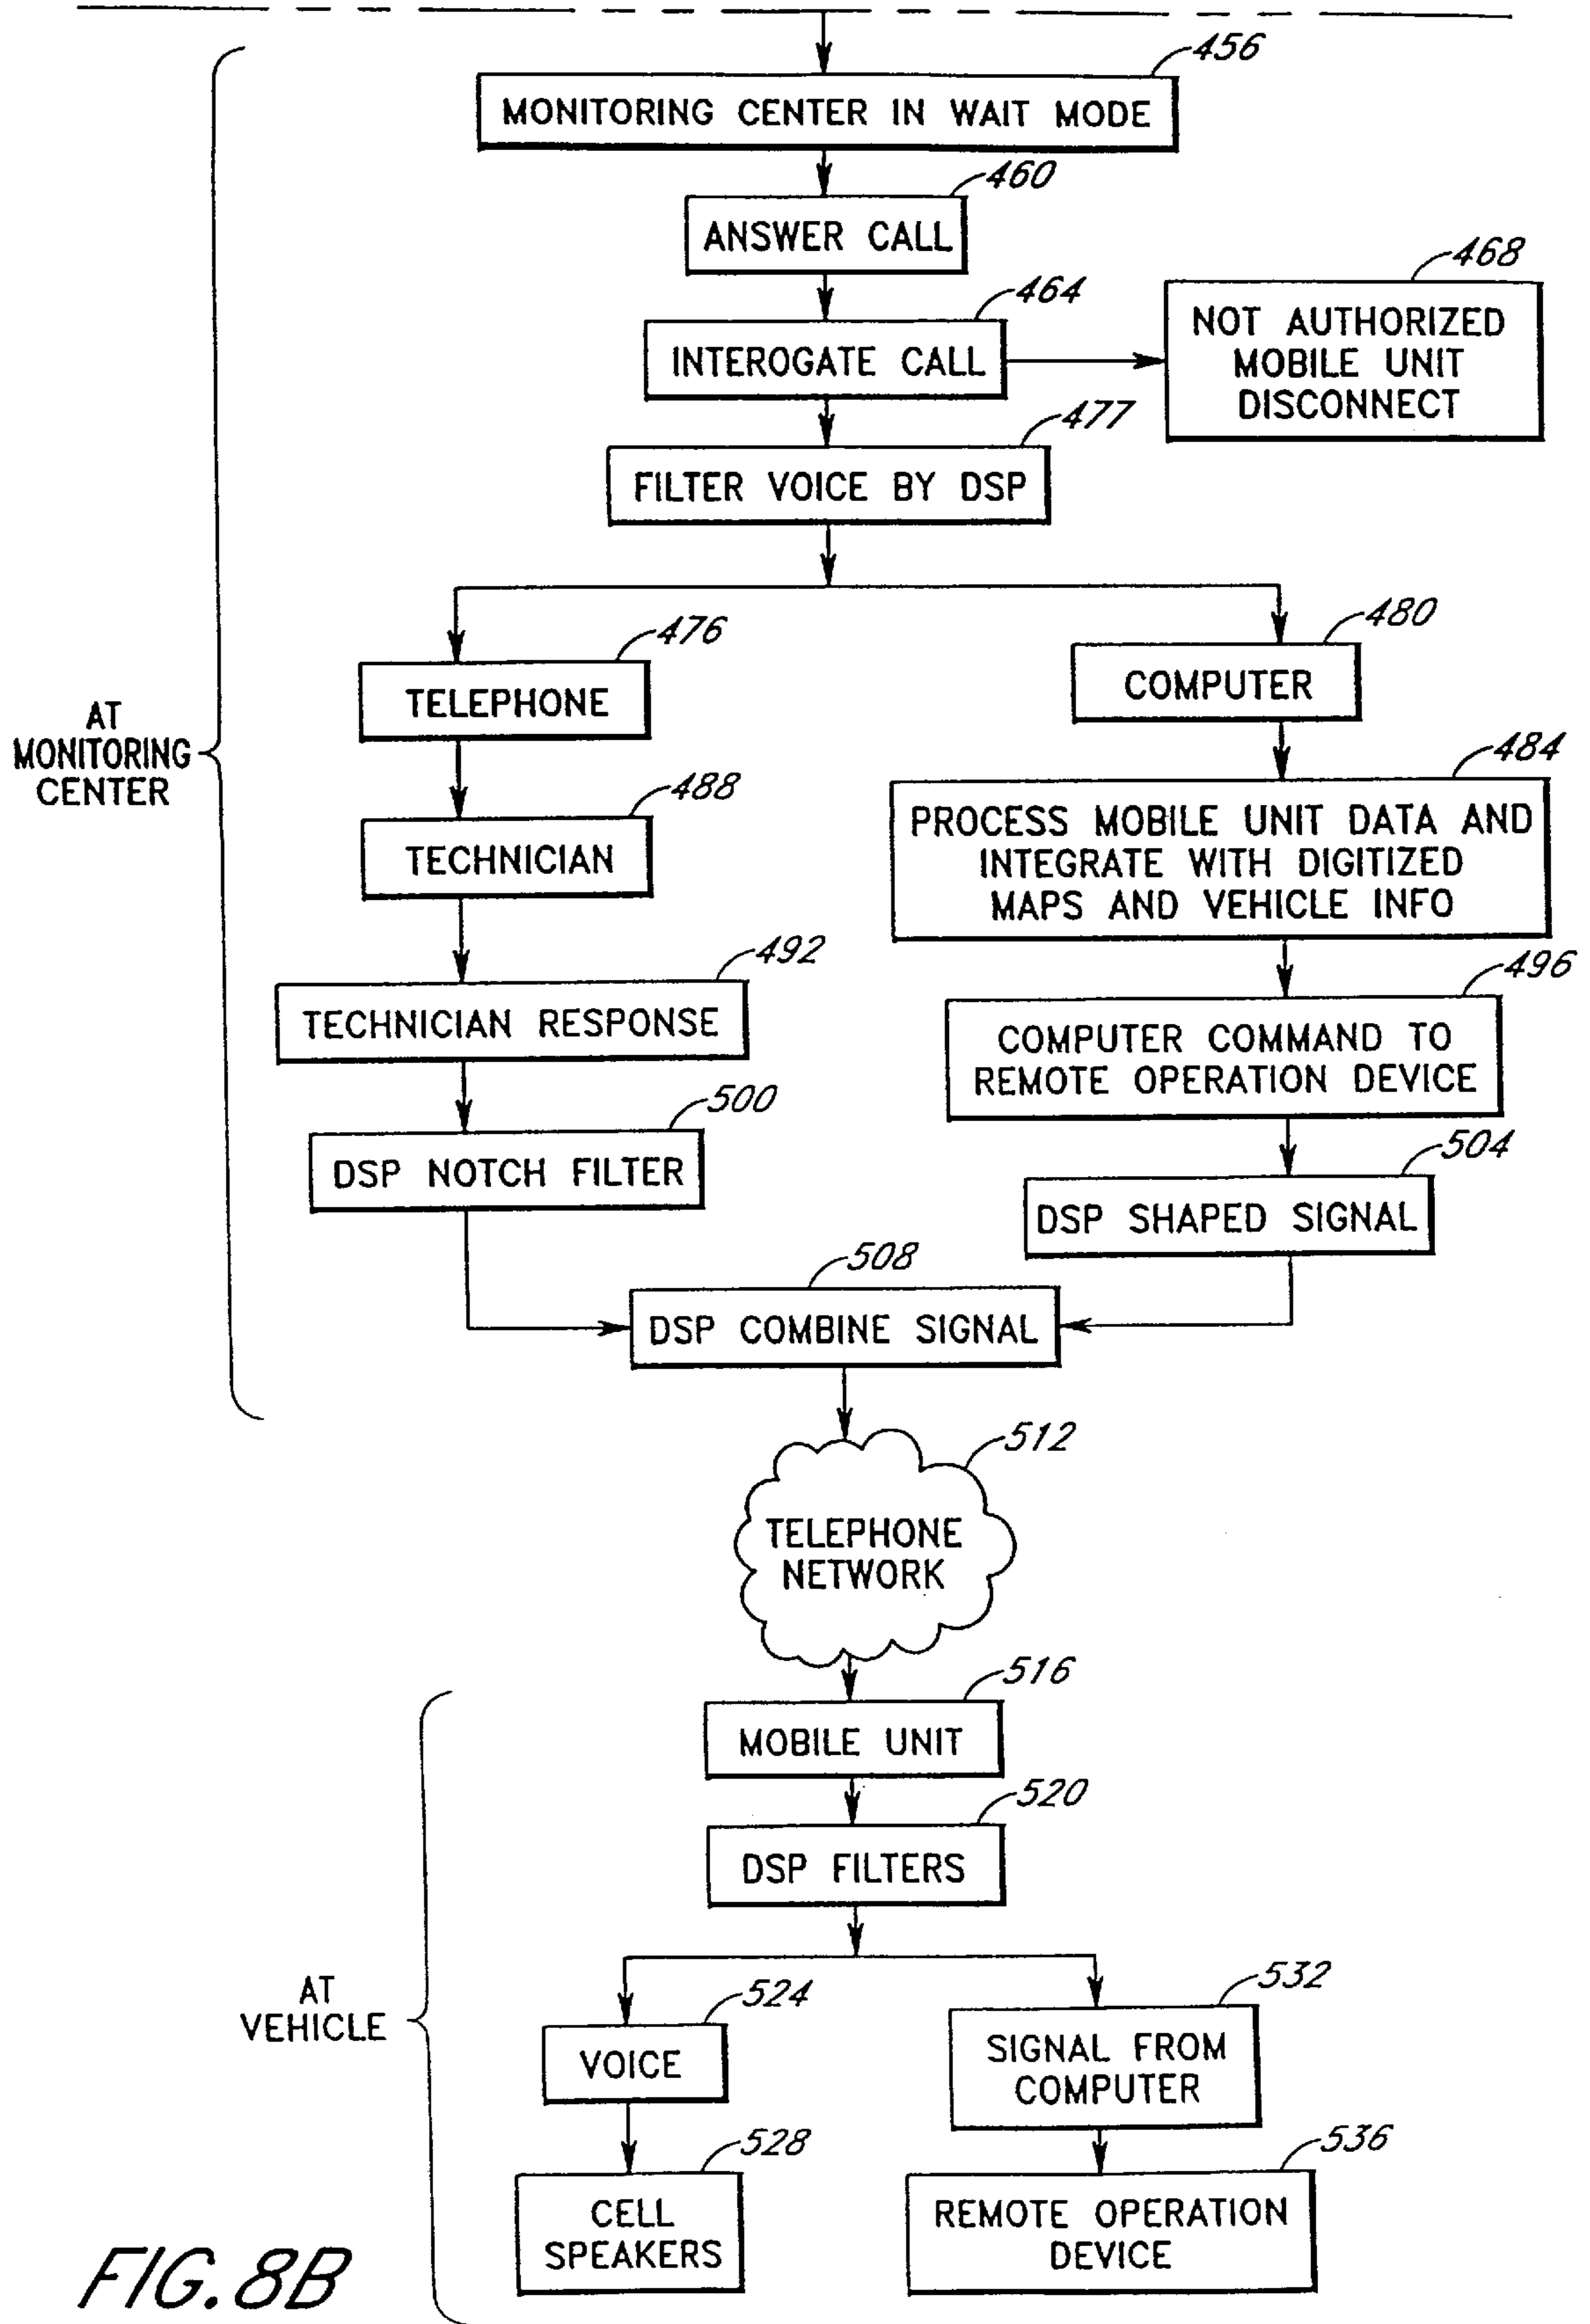 456
MONITORING CENTER IN WAIT MODE
460
ANSWER CALL
464
INTEROGATE CALL
468
NOT AUTHORIZED
MOBILE UNIT
DISCONNECT
477
FILTER VOICE BY DSP
476
TELEPHONE
480
COMPUTER
AT
MONITORING
CENTER
488
TECHNICIAN
484
PROCESS MOBILE UNIT DATA AND
INTEGRATE WITH DIGITIZED
MAPS AND VEHICLE INFO
492
TECHNICIAN RESPONSE
496
COMPUTER COMMAND TO
REMOTE OPERATION DEVICE
500
DSP NOTCH FILTER
504
DSP SHAPED SIGNAL
508
DSP COMBINE SIGNAL
512
TELEPHONE
NETWORK
516
MOBILE UNIT
520
DSP FILTERS
AT
VEHICLE
524
VOICE
532
SIGNAL FROM
COMPUTER
528
CELL
SPEAKERS
536
REMOTE OPERATION
DEVICE
FIG. 8B